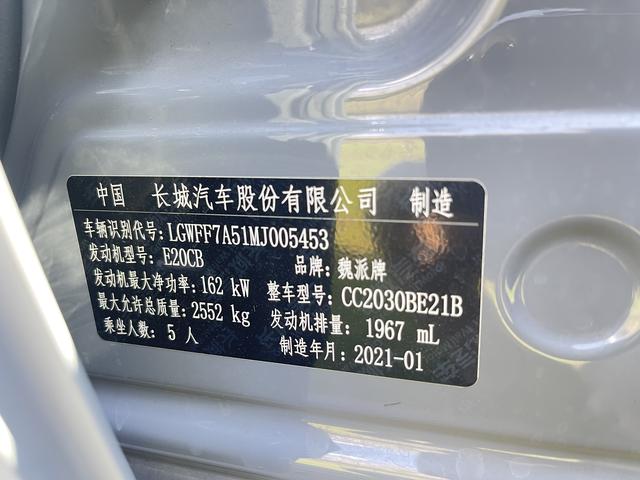 中国 长城汽车股份有限公司 制造
车辆识别代号: LGWFF7A51MJ005453
发动机型号: E20CB 品牌: 魏派牌
发动机最大净功率: 162 kW 整车型号: CC2030BE21B
最大允许总质量: 2552 kg 发动机排量: 1967 mL
乘坐人数: 5 人 制造年月: 2021-01